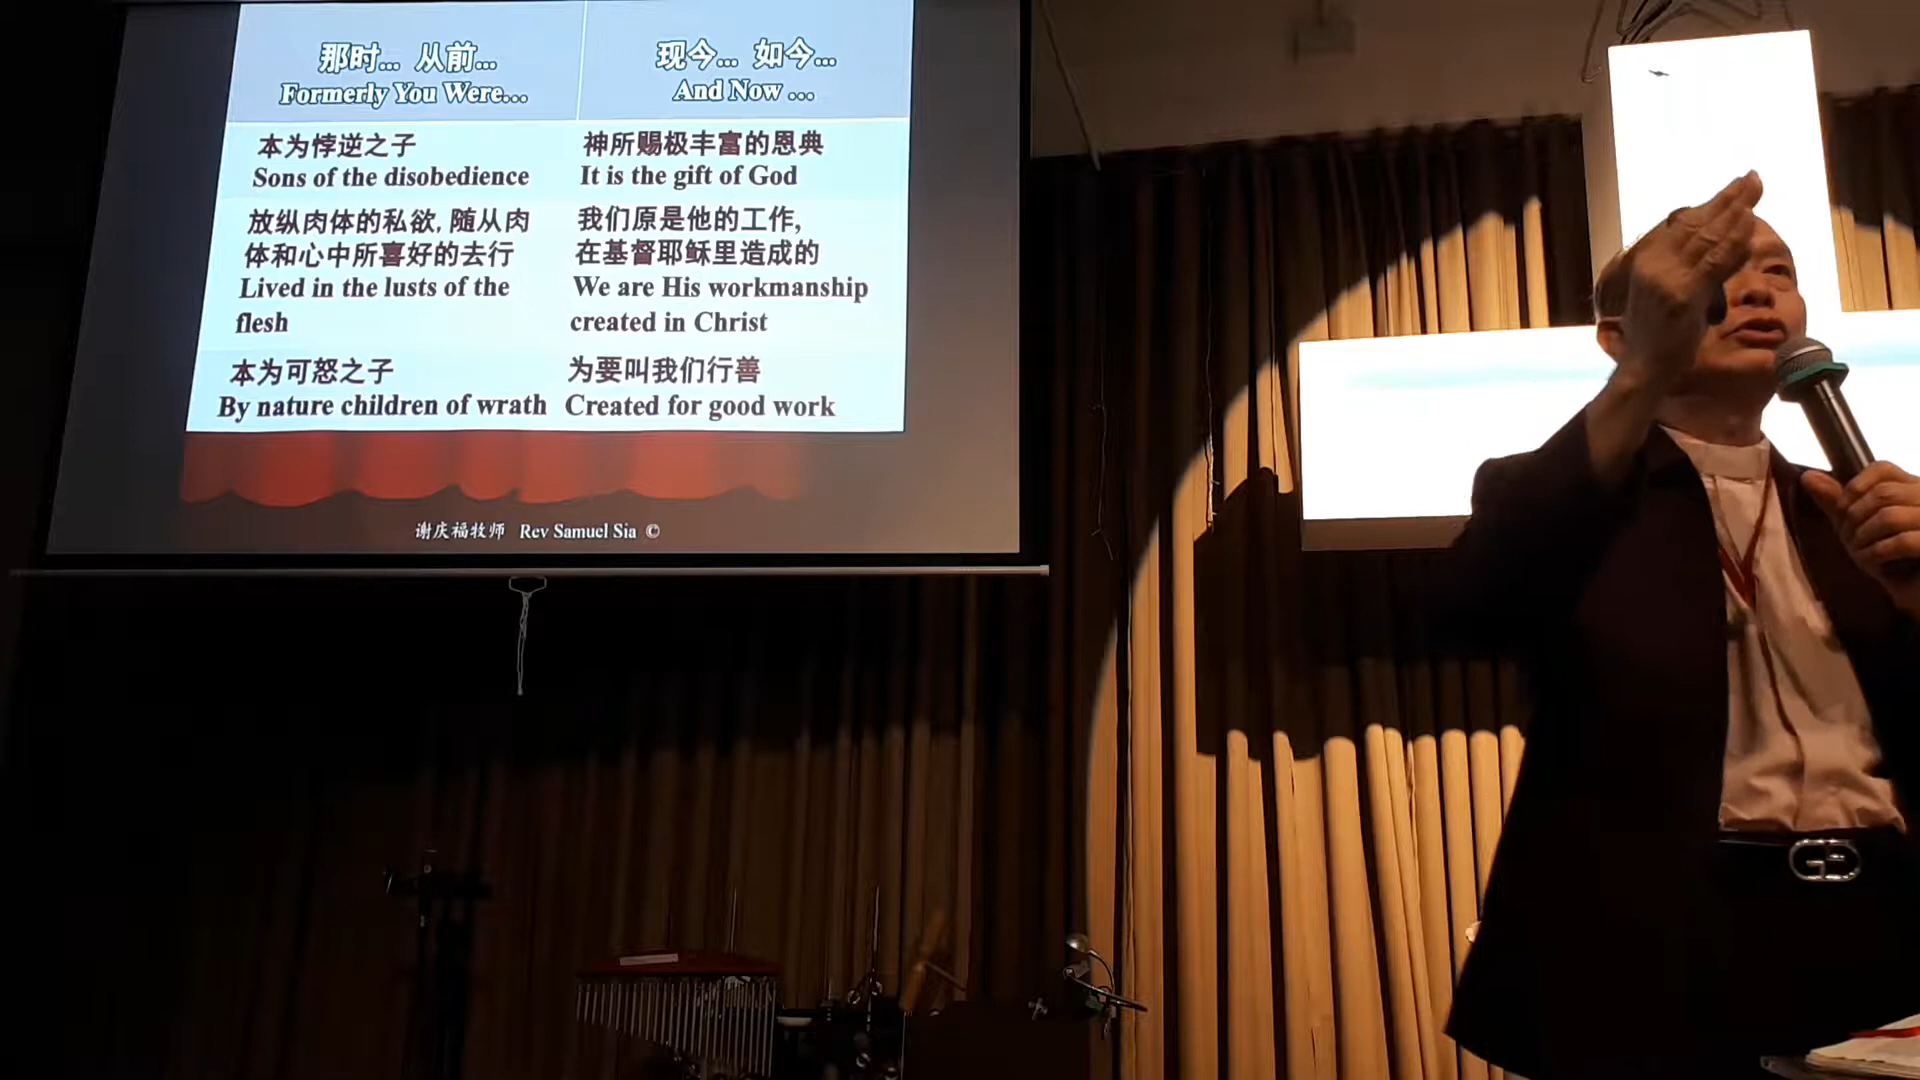 那时... 从前...
Formerly You Were...
现今... 如今...
And Now ...
本为悖逆之子
Sons of the disobedience
神所赐极丰富的恩典
It is the gift of God
放纵肉体的私欲, 随从肉
体和心中所喜好的去行
Lived in the lusts of the
flesh
我们原是他的工作,
在基督耶稣里造成的
We are His workmanship
created in Christ
本为可怒之子
By nature children of wrath
为要叫我们行善
Created for good work
谢庆福牧师 Rev Samuel Sia ©